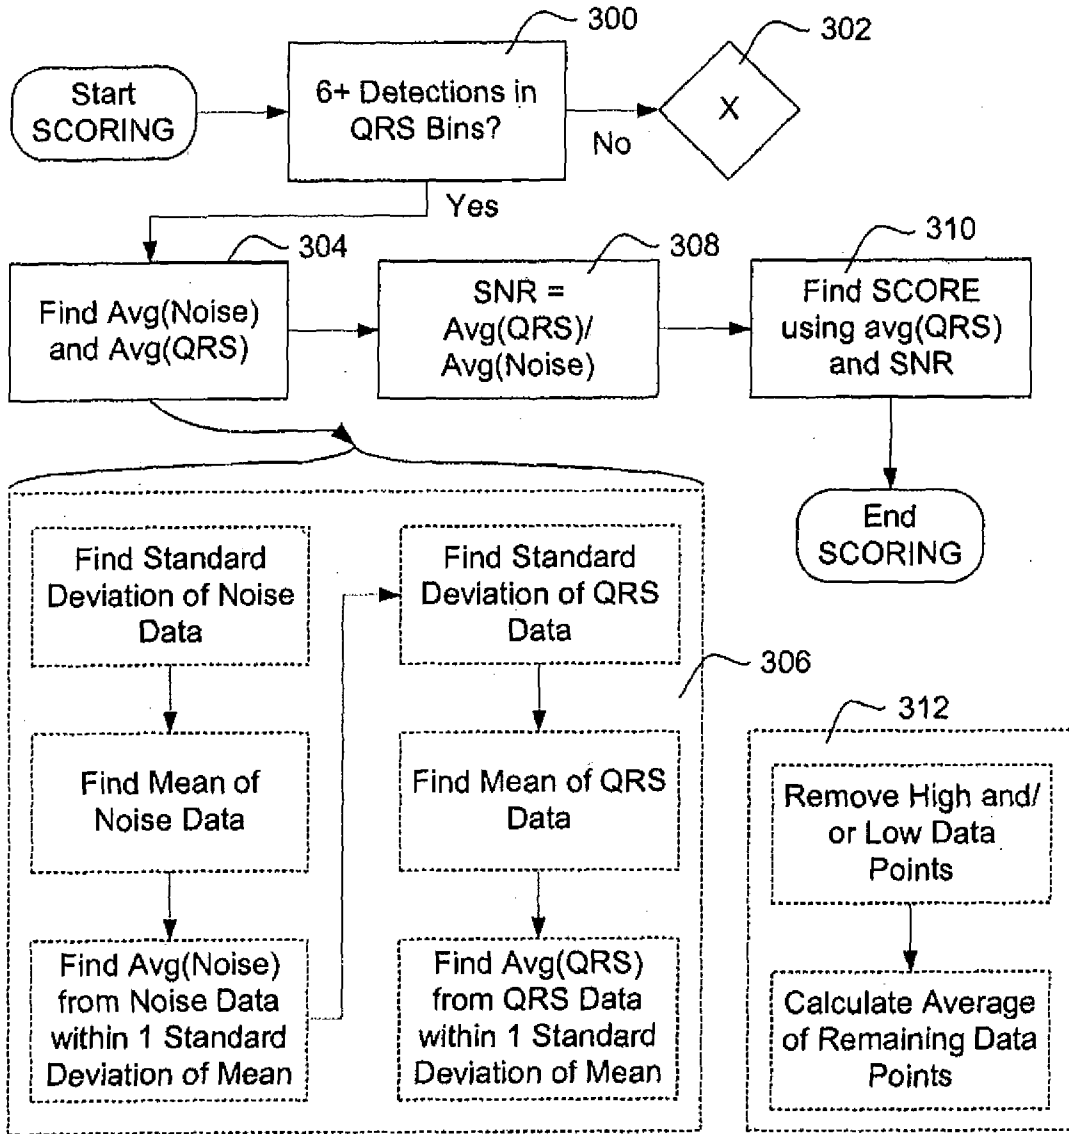 300
302
Start
SCORING
6+ Detections in
QRS Bins?
X
No
Yes
304
308
310
Find Avg(Noise)
and Avg(QRS)
SNR =
Avg(QRS)/
Avg(Noise)
Find SCORE
using avg(QRS)
and SNR
End
SCORING
Find Standard
Deviation of Noise
Data
Find Mean of
Noise Data
Find Avg(Noise)
from Noise Data
within 1 Standard
Deviation of Mean
Find Standard
Deviation of QRS
Data
Find Mean of QRS
Data
Find Avg(QRS)
from QRS Data
within 1 Standard
Deviation of Mean
306
312
Remove High and/
or Low Data
Points
Calculate Average
of Remaining Data
Points